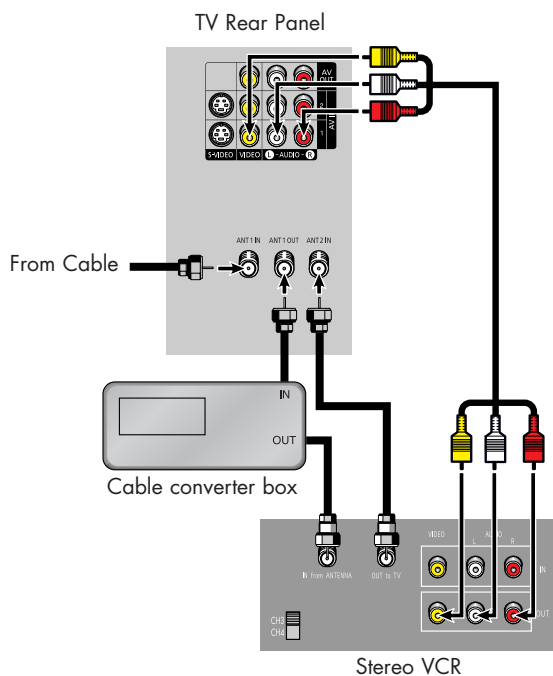 TV Rear Panel
AV OUT
2
AV IN
1
S-VIDEO VIDEO L - AUDIO - R
ANT 1 IN ANT 1 OUT ANT 2 IN
From Cable
IN
OUT
Cable converter box
VIDEO AUDIO
L R
IN
IN from ANTENNA OUT to TV
OUT
CH3
CH4
Stereo VCR